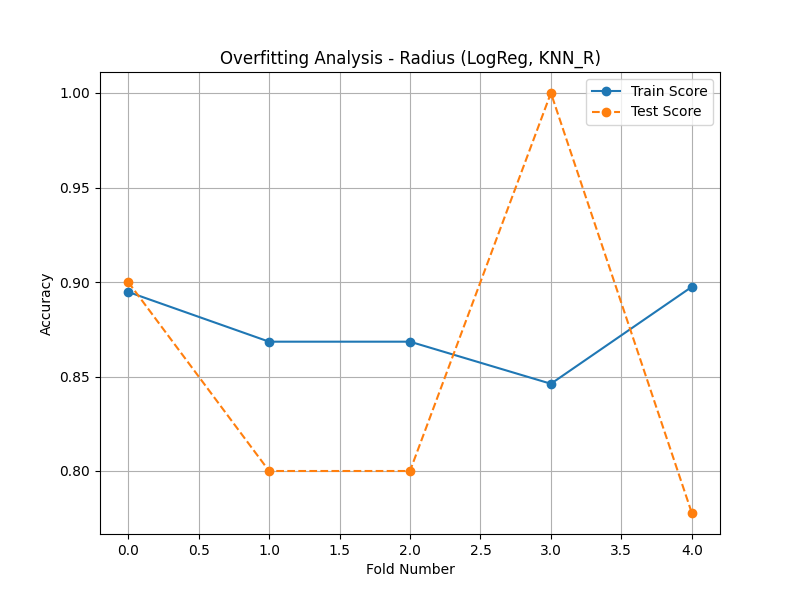 Overfitting Analysis - Radius (LogReg, KNN_R)
Train Score
Test Score
1.00
0.95
0.90
0.85
0.80
Accuracy
0.0 0.5 1.0 1.5 2.0 2.5 3.0 3.5 4.0
Fold Number